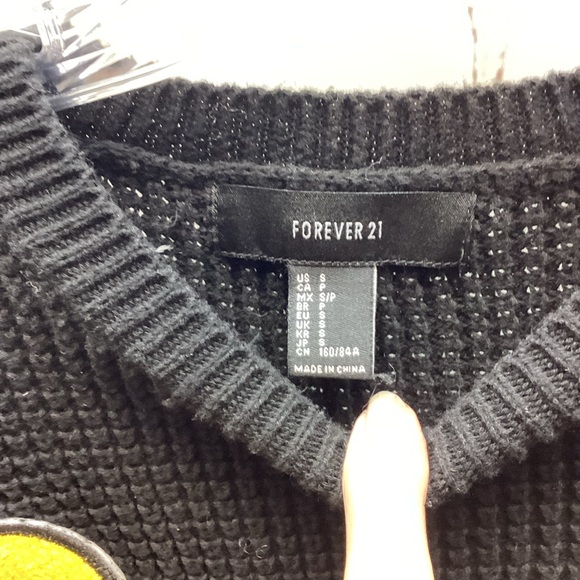 FOREVER 21
US S
CA P
MX S/P
BR P
EU S
UK S
KR S
JP S
CN 160/84A
MADE IN CHINA